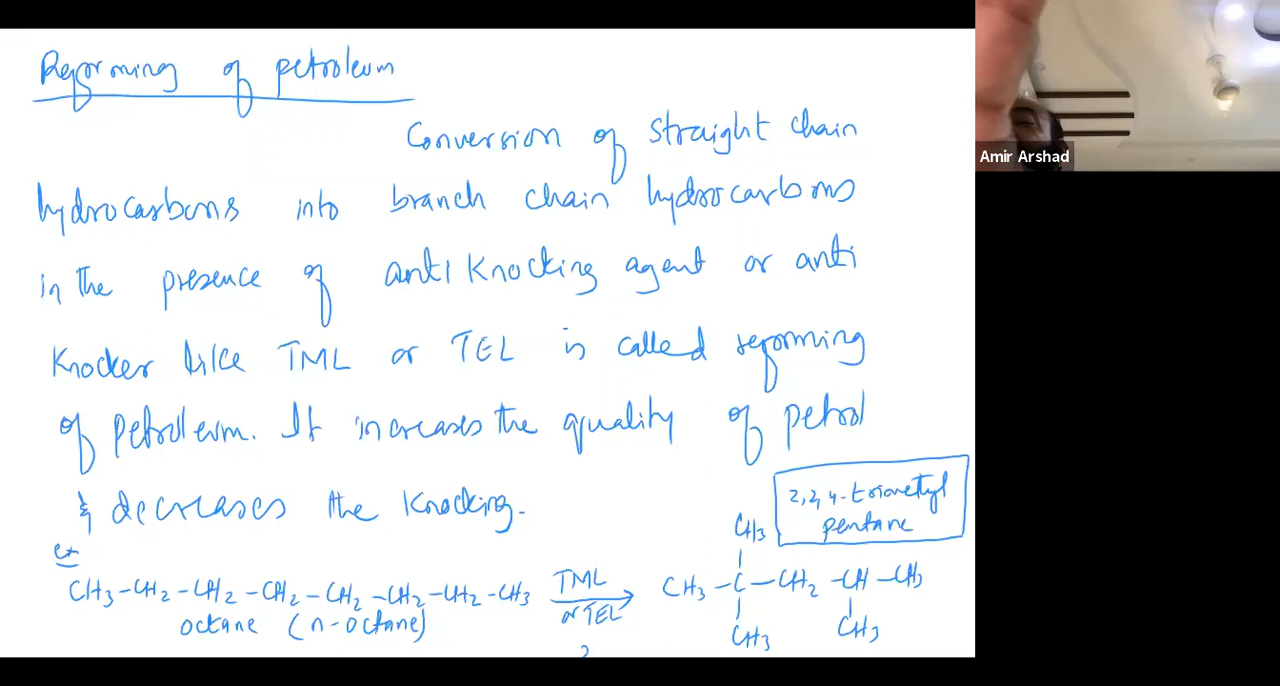 Reforming of petroleum
Conversion of straight chain
hydrocarbons into branch chain hydrocarbons
in the presence of anti knocking agent or anti
knocker like TML or TEL is called reforming
of petroleum. It increases the quality of petrol
& decreases the knocking.
2,2,4-trimetyl
pentane
ex
CH3
CH3-CH2-CH2-CH2-CH2-CH2-CH2-CH3 TML CH3-C-CH2-CH-CH3
or TEL
octane (n-octane)
CH3 CH3
Amir Arshad